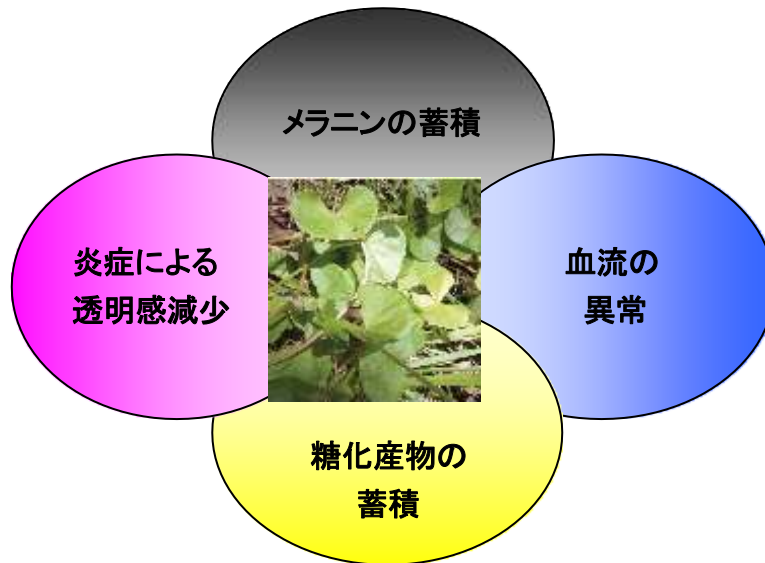 メラニンの蓄積
炎症による
透明感減少
血流の
異常
糖化産物の
蓄積